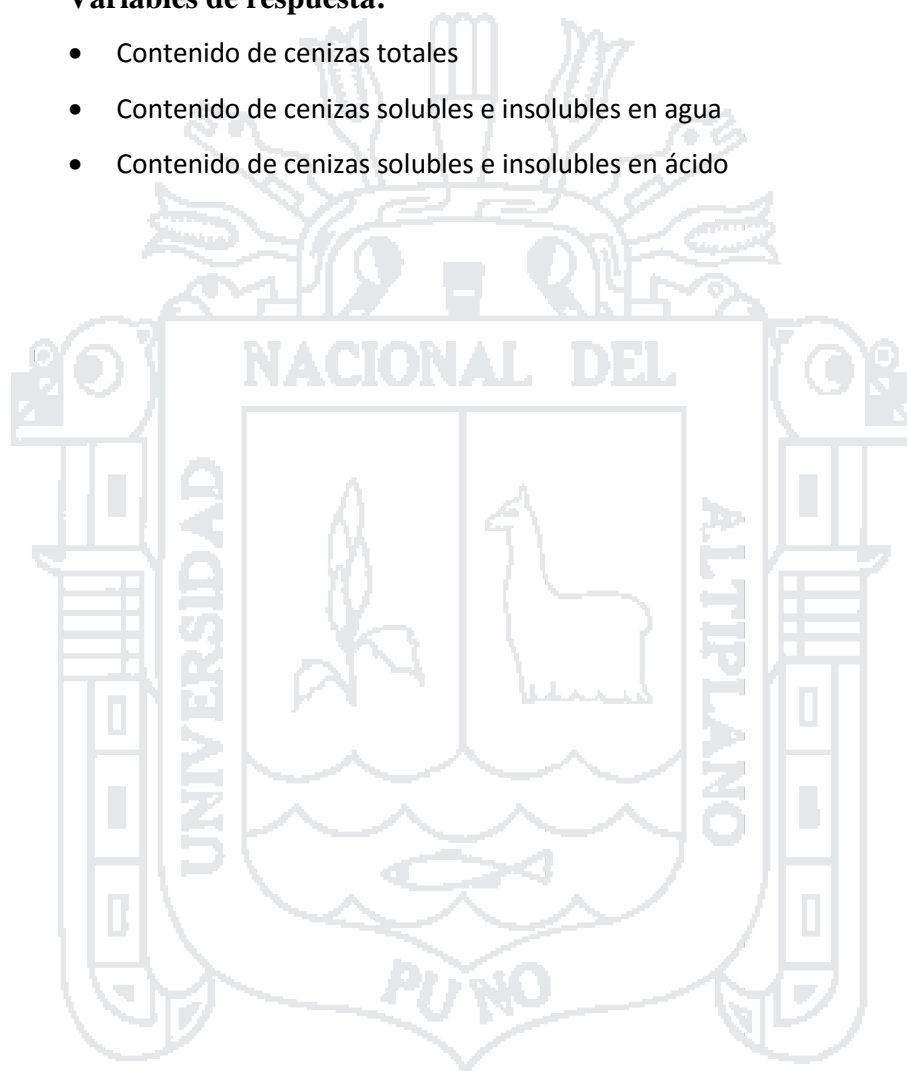 Variables de respuesta:
• Contenido de cenizas totales
• Contenido de cenizas solubles e insolubles en agua
• Contenido de cenizas solubles e insolubles en ácido
NACIONAL DEL
UNIVERSIDAD
ALTIPLANO
PUNO